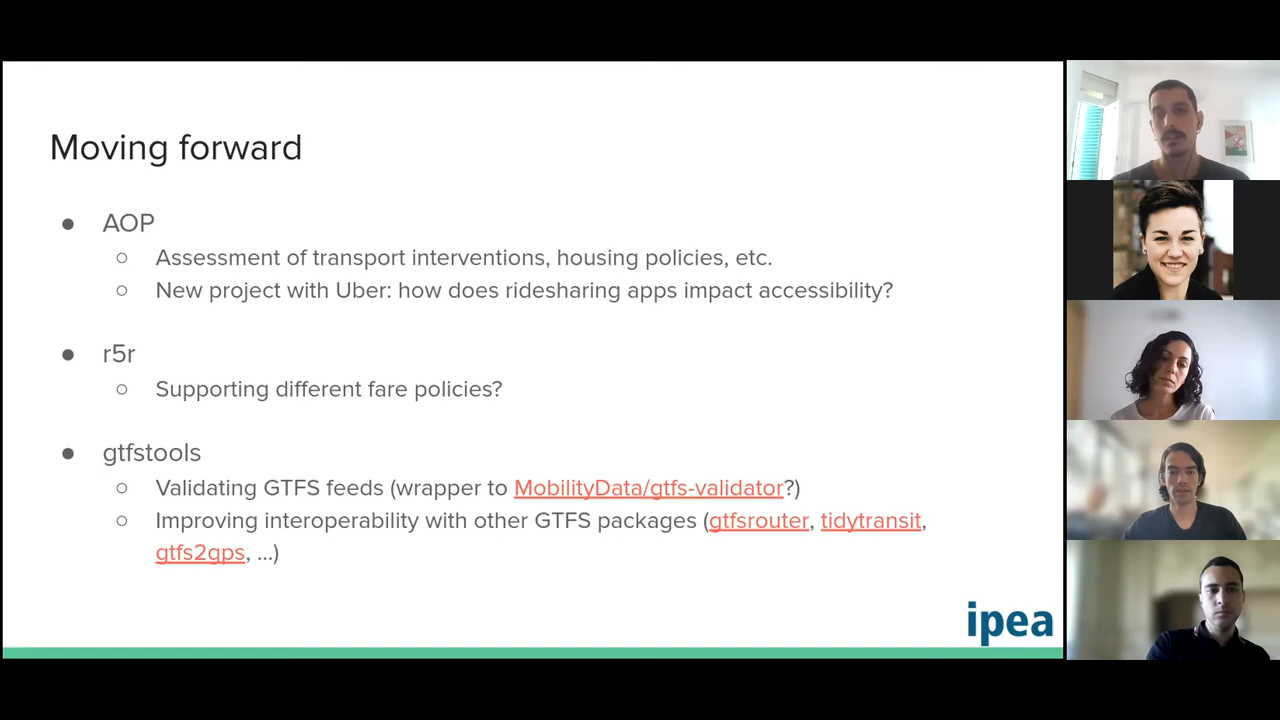 Moving forward
● AOP
○ Assessment of transport interventions, housing policies, etc.
○ New project with Uber: how does ridesharing apps impact accessibility?
● r5r
○ Supporting different fare policies?
● gtfstools
○ Validating GTFS feeds (wrapper to MobilityData/gtfs-validator?)
○ Improving interoperability with other GTFS packages (gtfsrouter, tidytransit,
gtfs2gps, ...)
ipea